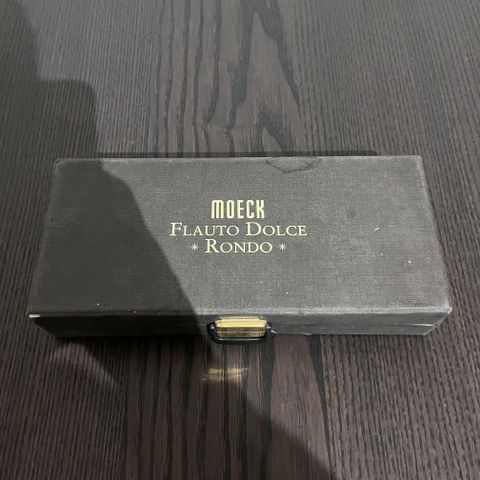 MOECK
FLAUTO DOLCE
* RONDO *